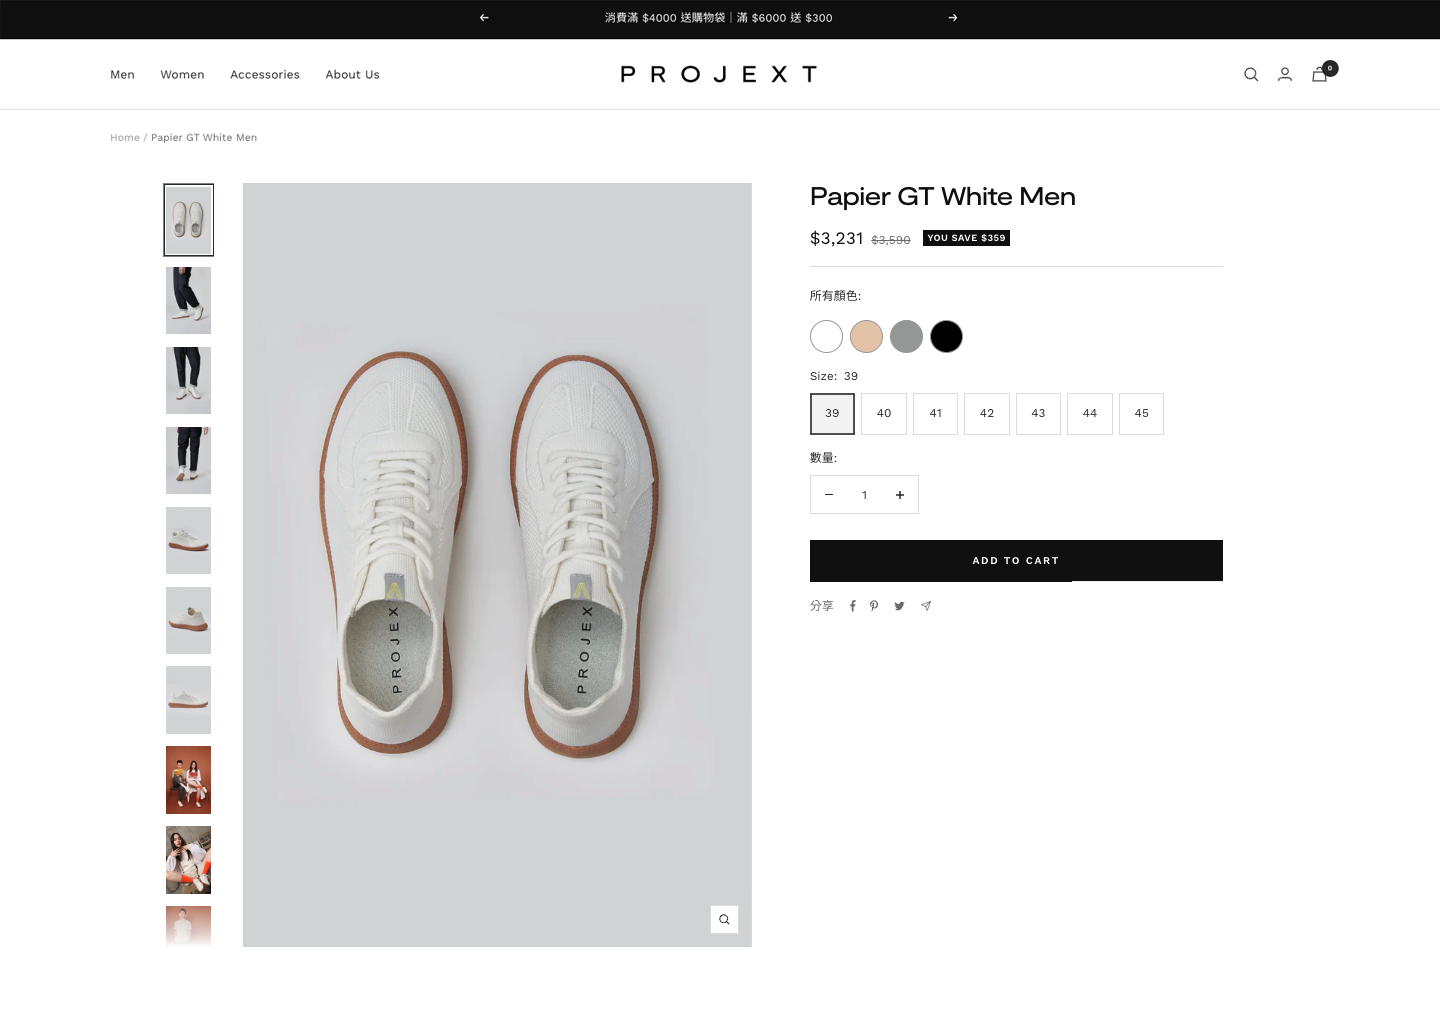 消費滿 $4000 送購物袋｜滿 $6000 送 $300
Men Women Accessories About Us
PROJEXT
0
Home / Papier GT White Men
Papier GT White Men
$3,231 $3,590 YOU SAVE $359
所有顏色:
Size: 39
39 40 41 42 43 44 45
數量:
1
ADD TO CART
分享
PROJEX
PROJEX